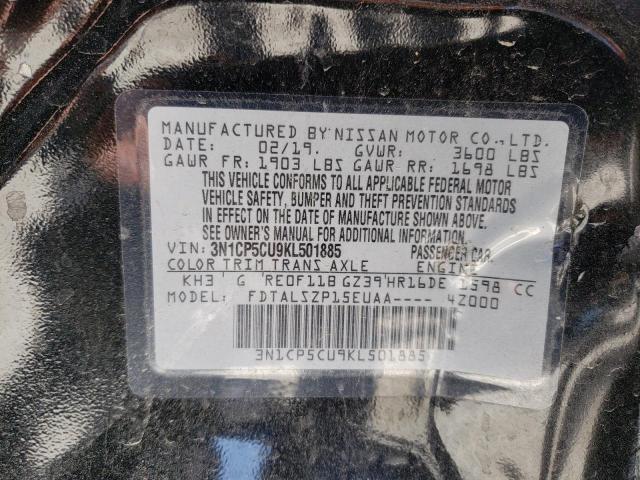 MANUFACTURED BY NISSAN MOTOR CO., LTD.
DATE: 02/19. GVWR: 3600 LBS
GAWR FR: 1903 LBS GAWR RR: 1698 LBS
THIS VEHICLE CONFORMS TO ALL APPLICABLE FEDERAL MOTOR
VEHICLE SAFETY, BUMPER AND THEFT PREVENTION STANDARDS
IN EFFECT ON THE DATE OF MANUFACTURE SHOWN ABOVE.
SEE OWNER'S MANUAL FOR ADDITIONAL INFORMATION.
VIN: 3N1CP5CU9KL501885 PASSENGER CAR
COLOR TRIM TRANS AXLE ENGINE
KH3 G RE0F11B GZ39 HR16DE 1598 CC
MODEL: FDTALSZP15EUAA---- 4Z000
3N1CP5CU9KL501885